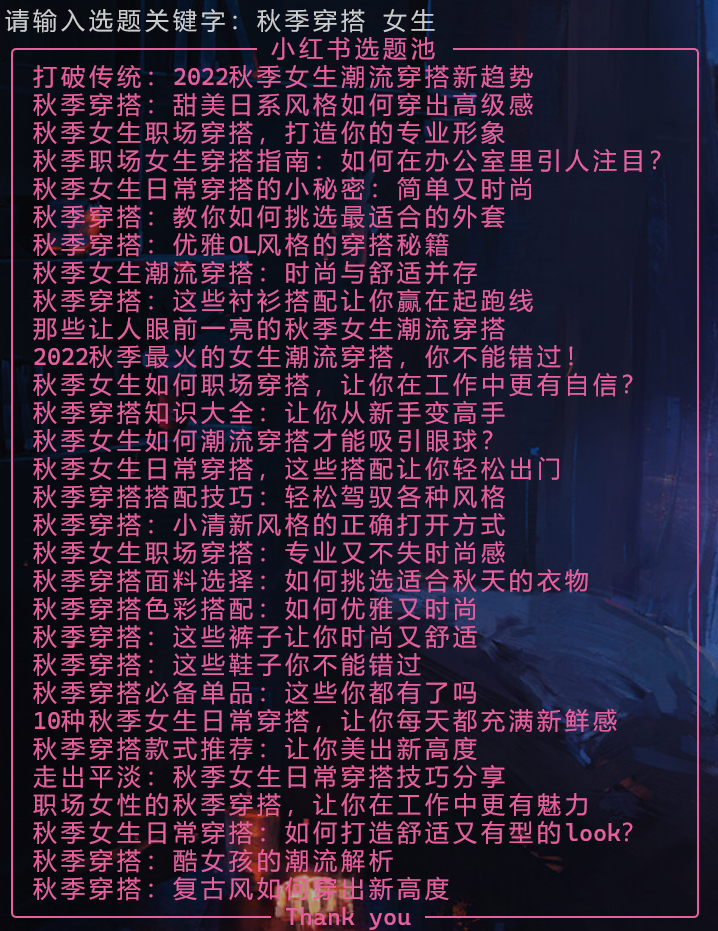 请输入选题关键字: 秋季穿搭 女生
小红书选题池
打破传统: 2022秋季女生潮流穿搭新趋势
秋季穿搭: 甜美日系风格如何穿出高级感
秋季女生职场穿搭, 打造你的专业形象
秋季职场女生穿搭指南: 如何在办公室里引人注目?
秋季女生日常穿搭的小秘密: 简单又时尚
秋季穿搭: 教你如何挑选最适合的外套
秋季穿搭: 优雅OL风格的穿搭秘籍
秋季女生潮流穿搭: 时尚与舒适并存
秋季穿搭: 这些衬衫搭配让你赢在起跑线
那些让人眼前一亮的秋季女生潮流穿搭
2022秋季最火的女生潮流穿搭, 你不能错过!
秋季女生如何职场穿搭, 让你在工作中更有自信?
秋季穿搭知识大全: 让你从新手变高手
秋季女生如何潮流穿搭才能吸引眼球?
秋季女生日常穿搭, 这些搭配让你轻松出门
秋季穿搭搭配技巧: 轻松驾驭各种风格
秋季穿搭: 小清新风格的正确打开方式
秋季女生职场穿搭: 专业又不失时尚感
秋季穿搭面料选择: 如何挑选适合秋天的衣物
秋季穿搭色彩搭配: 如何优雅又时尚
秋季穿搭: 这些裤子让你时尚又舒适
秋季穿搭: 这些鞋子你不能错过
秋季穿搭必备单品: 这些你都有了吗
10种秋季女生日常穿搭, 让你每天都充满新鲜感
秋季穿搭款式推荐: 让你美出新高度
走出平淡: 秋季女生日常穿搭技巧分享
职场女性的秋季穿搭, 让你在工作中更有魅力
秋季女生日常穿搭: 如何打造舒适又有型的look?
秋季穿搭: 酷女孩的潮流解析
秋季穿搭: 复古风如何穿出新高度
Thank you